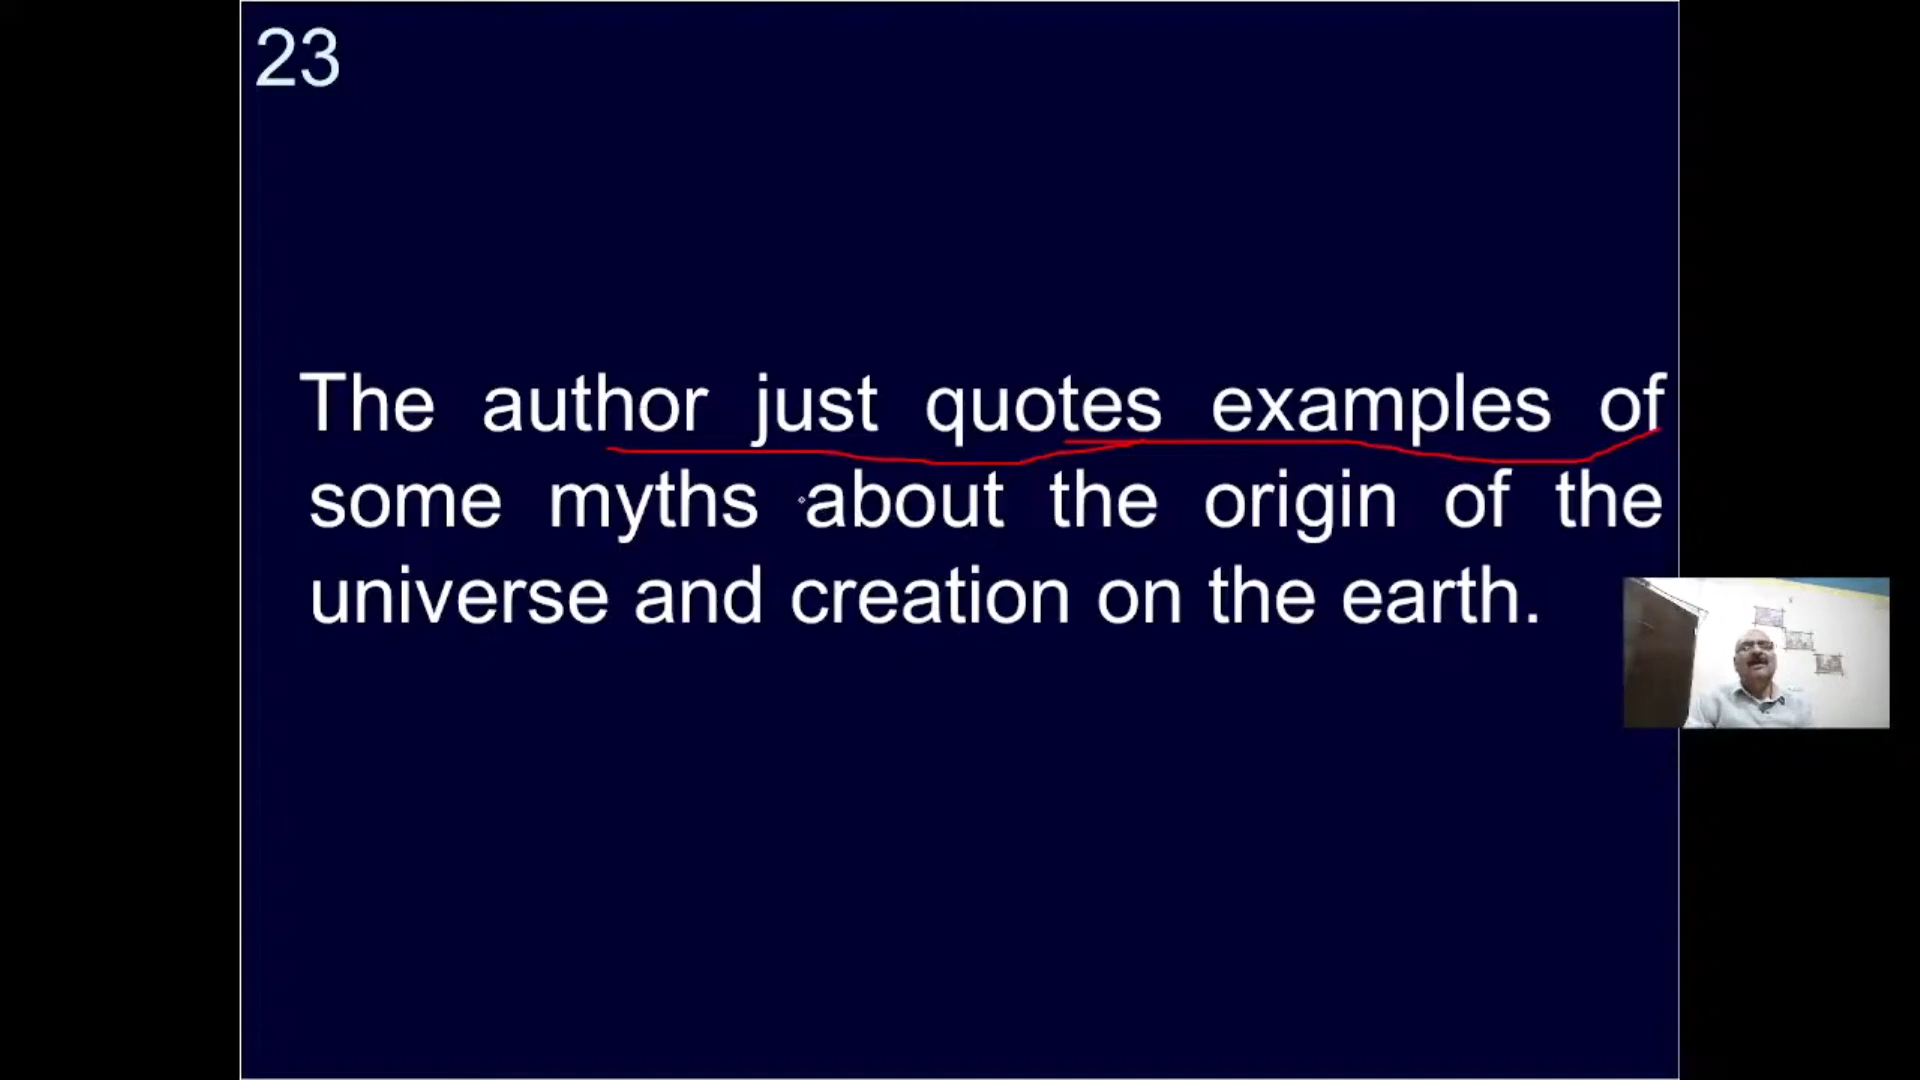 23
The author just quotes examples of
some myths about the origin of the
universe and creation on the earth.